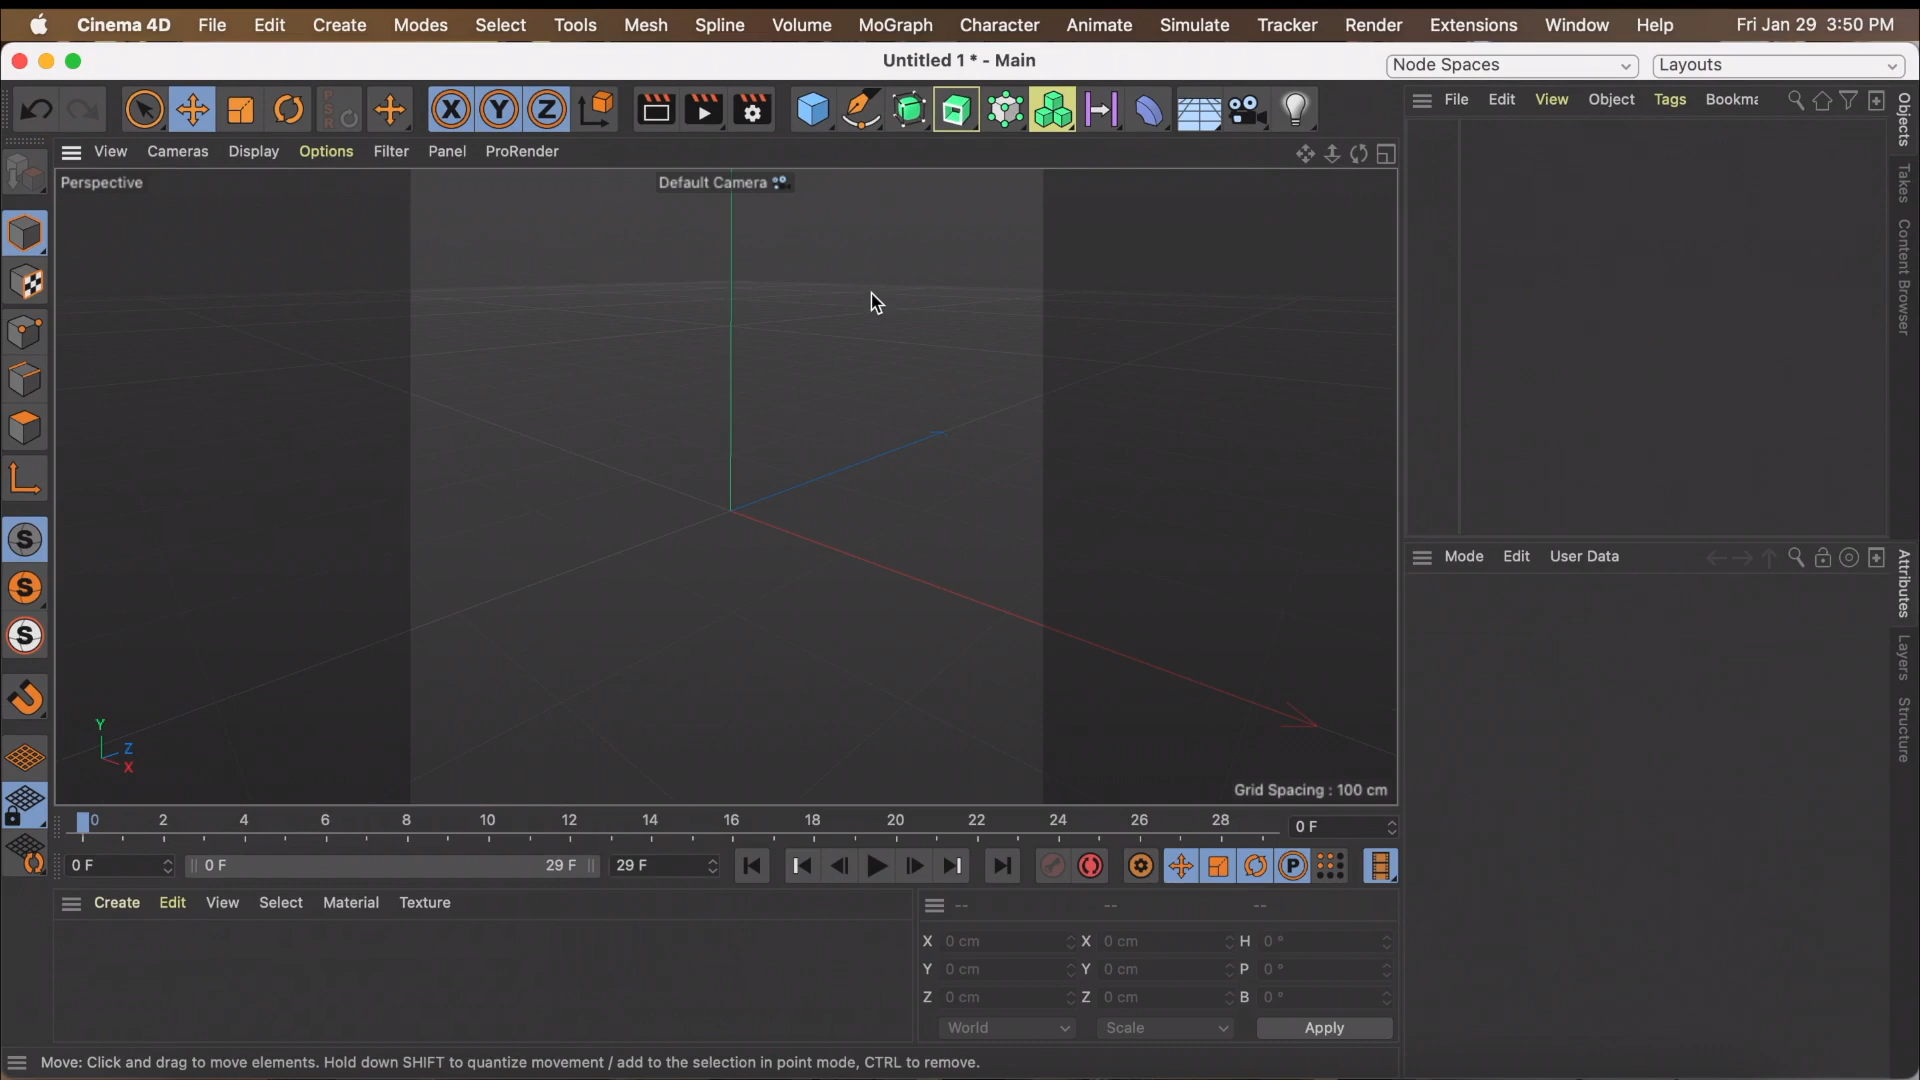 Cinema 4D File Edit Create Modes Select Tools Mesh Spline Volume MoGraph Character Animate Simulate Tracker Render Extensions Window Help Fri Jan 29 3:50 PM
Untitled 1 * - Main
Node Spaces Layouts
P S R
X Y Z
File Edit View Object Tags Bookma
View Cameras Display Options Filter Panel ProRender
Objects
Takes
Content Browser
Perspective
Default Camera
Mode Edit User Data
Attributes
Layers
Structure
S
S
S
Y
Z
X
Grid Spacing : 100 cm
0 2 4 6 8 10 12 14 16 18 20 22 24 26 28 0 F
0 F 0 F 29 F 29 F P
Create Edit View Select Material Texture
-- -- --
X 0 cm X 0 cm H 0 °
Y 0 cm Y 0 cm P 0 °
Z 0 cm Z 0 cm B 0 °
World Scale Apply
Move: Click and drag to move elements. Hold down SHIFT to quantize movement / add to the selection in point mode, CTRL to remove.